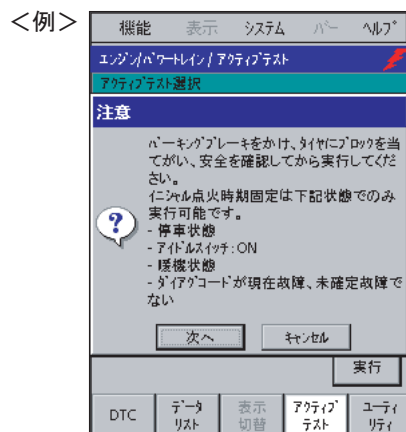 <例>
機能 表示 システム バー ヘルプ
エンジン/パワートレイン / アクティブテスト
アクティブテスト選択
注意
パーキングブレーキをかけ、タイヤにブロックを当
てがい、安全を確認してから実行してくだ
さい。
イニシャル点火時期固定は下記状態でのみ
実行可能です。
- 停車状態
- アイドルスイッチ:ON
- 暖機状態
- ダイアグコードが現在故障、未確定故障で
ない
次へ キャンセル
実行
DTC データ 表示 アクティブ ユーティ
リスト 切替 テスト リティ